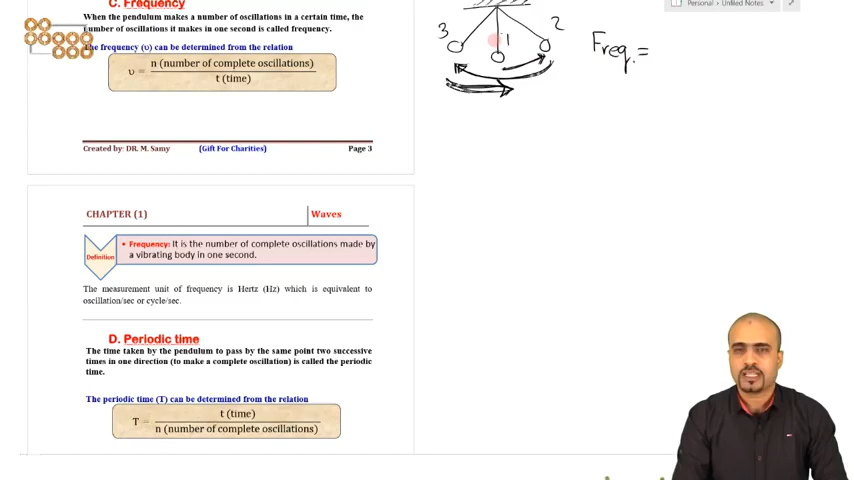 C. Frequency
When the pendulum makes a number of oscillations in a certain time, the
number of oscillations it makes in one second is called frequency.
The frequency (υ) can be determined from the relation
υ = n (number of complete oscillations) / t (time)
Created by: DR. M. Samy (Gift For Charities) Page 3
CHAPTER (1) Waves
Definition
• Frequency: It is the number of complete oscillations made by
a vibrating body in one second.
The measurement unit of frequency is Hertz (Hz) which is equivalent to
oscillation/sec or cycle/sec.
D. Periodic time
The time taken by the pendulum to pass by the same point two successive
times in one direction (to make a complete oscillation) is called the periodic
time.
The periodic time (T) can be determined from the relation
T = t (time) / n (number of complete oscillations)
3 1 2
Freq. =
Personal > Unfiled Notes